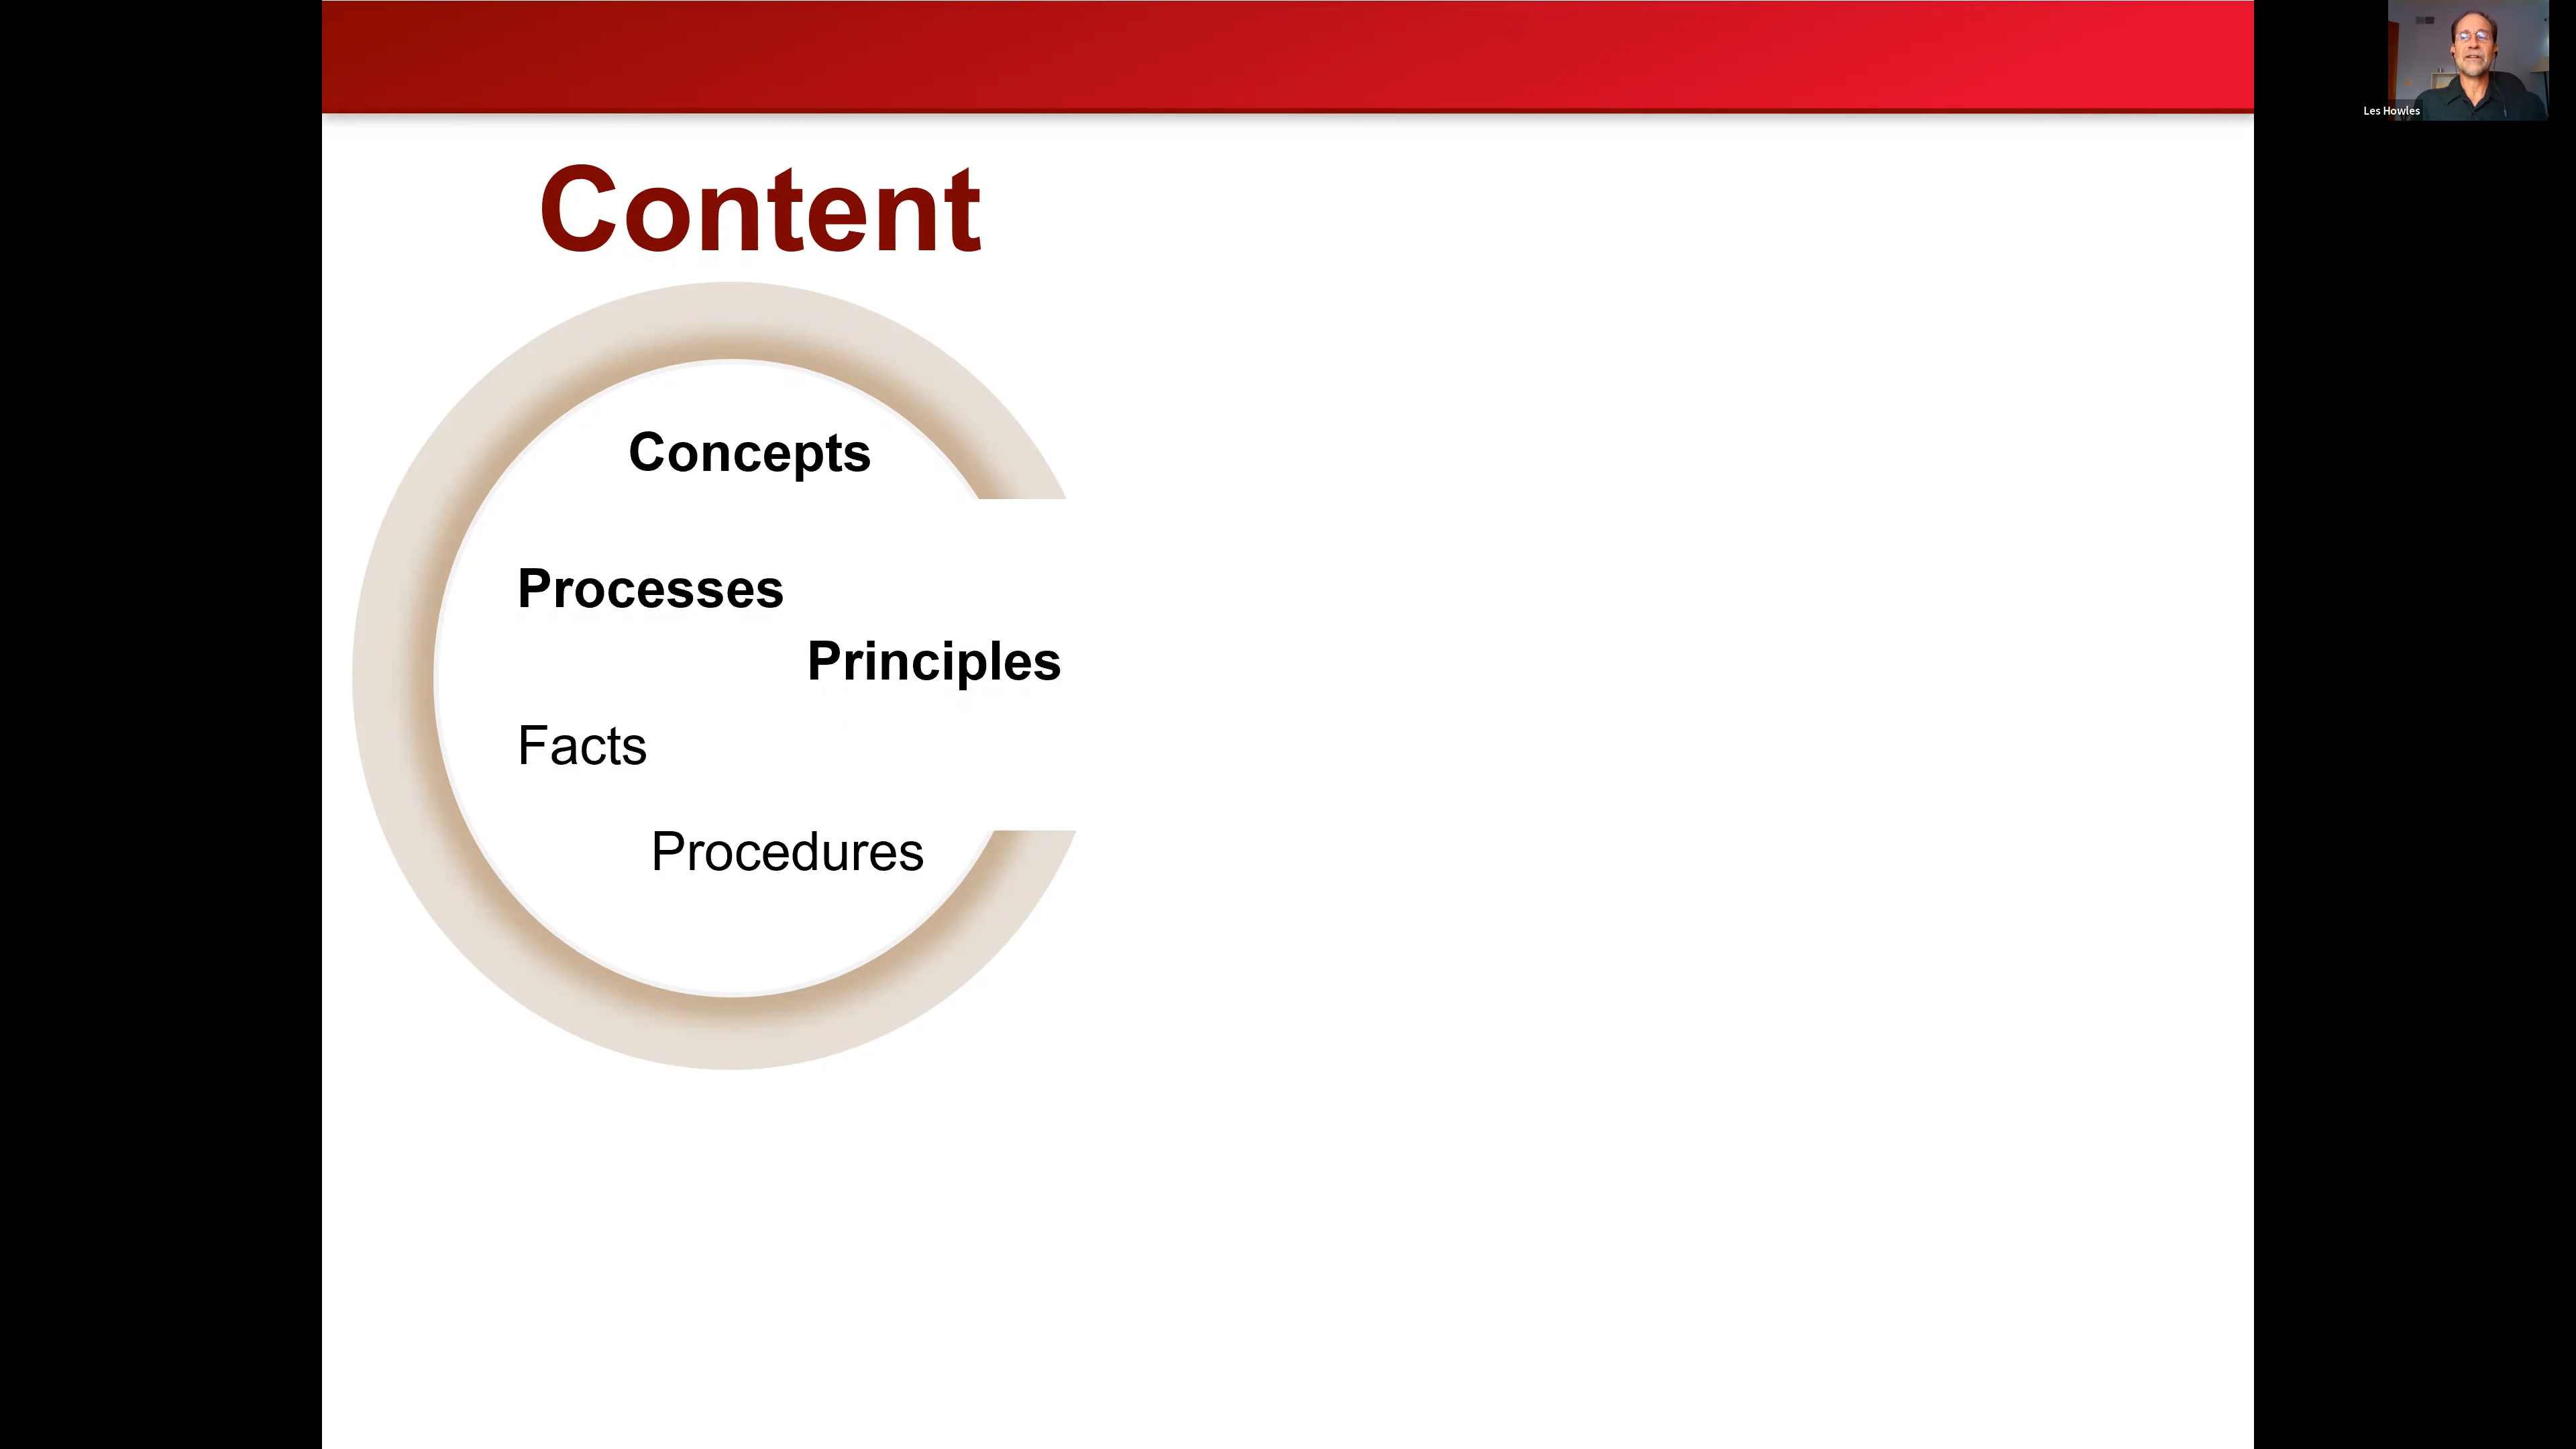 Les Howles
Content
Concepts
Processes
Principles
Facts
Procedures